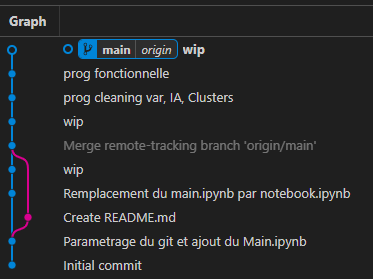 Graph
main origin wip
prog fonctionnelle
prog cleaning var, IA, Clusters
wip
Merge remote-tracking branch 'origin/main'
wip
Remplacement du main.ipynb par notebook.ipynb
Create README.md
Parametrage du git et ajout du Main.ipynb
Initial commit